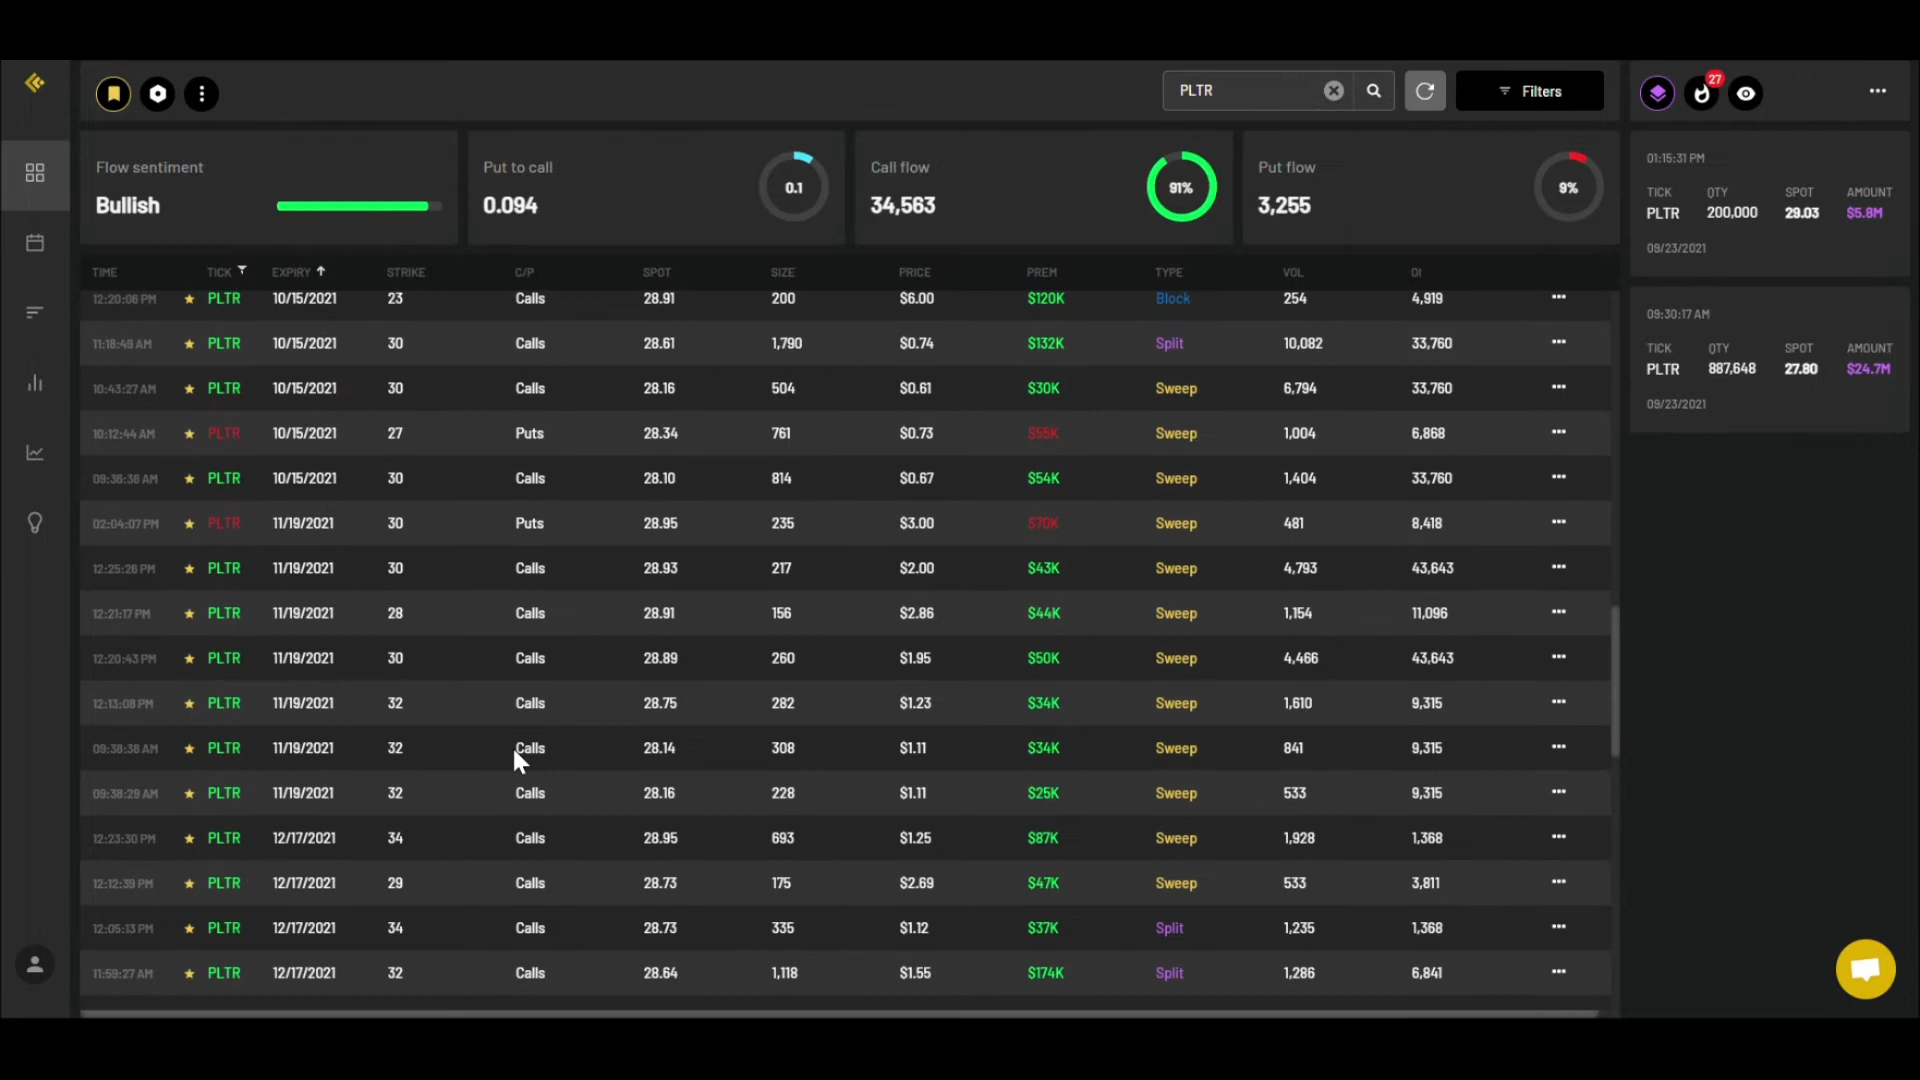 PLTR
Filters
27
Flow sentiment
Bullish
Put to call
0.094
0.1
Call flow
34,563
91%
Put flow
3,255
9%
TIME TICK EXPIRY STRIKE C/P SPOT SIZE PRICE PREM TYPE VOL OI
12:20:06 PM PLTR 10/15/2021 23 Calls 28.91 200 $6.00 $120K Block 254 4,919
11:18:49 AM PLTR 10/15/2021 30 Calls 28.61 1,790 $0.74 $132K Split 10,082 33,760
10:43:27 AM PLTR 10/15/2021 30 Calls 28.16 504 $0.61 $30K Sweep 6,794 33,760
10:12:44 AM PLTR 10/15/2021 27 Puts 28.34 761 $0.73 $55K Sweep 1,004 6,868
09:38:36 AM PLTR 10/15/2021 30 Calls 28.10 814 $0.67 $54K Sweep 1,404 33,760
02:04:07 PM PLTR 11/19/2021 30 Puts 28.95 235 $3.00 $70K Sweep 481 8,418
12:25:26 PM PLTR 11/19/2021 30 Calls 28.93 217 $2.00 $43K Sweep 4,793 43,643
12:21:17 PM PLTR 11/19/2021 28 Calls 28.91 156 $2.86 $44K Sweep 1,154 11,096
12:20:43 PM PLTR 11/19/2021 30 Calls 28.89 260 $1.95 $50K Sweep 4,466 43,643
12:13:08 PM PLTR 11/19/2021 32 Calls 28.75 282 $1.23 $34K Sweep 1,610 9,315
09:38:38 AM PLTR 11/19/2021 32 Calls 28.14 308 $1.11 $34K Sweep 841 9,315
09:38:29 AM PLTR 11/19/2021 32 Calls 28.16 228 $1.11 $25K Sweep 533 9,315
12:23:30 PM PLTR 12/17/2021 34 Calls 28.95 693 $1.25 $87K Sweep 1,928 1,368
12:12:39 PM PLTR 12/17/2021 29 Calls 28.73 175 $2.69 $47K Sweep 533 3,811
12:05:13 PM PLTR 12/17/2021 34 Calls 28.73 335 $1.12 $37K Split 1,235 1,368
11:59:27 AM PLTR 12/17/2021 32 Calls 28.64 1,118 $1.55 $174K Split 1,286 6,841
01:15:31 PM
TICK QTY SPOT AMOUNT
PLTR 200,000 29.03 $5.8M
09/23/2021
09:30:17 AM
TICK QTY SPOT AMOUNT
PLTR 887,648 27.80 $24.7M
09/23/2021